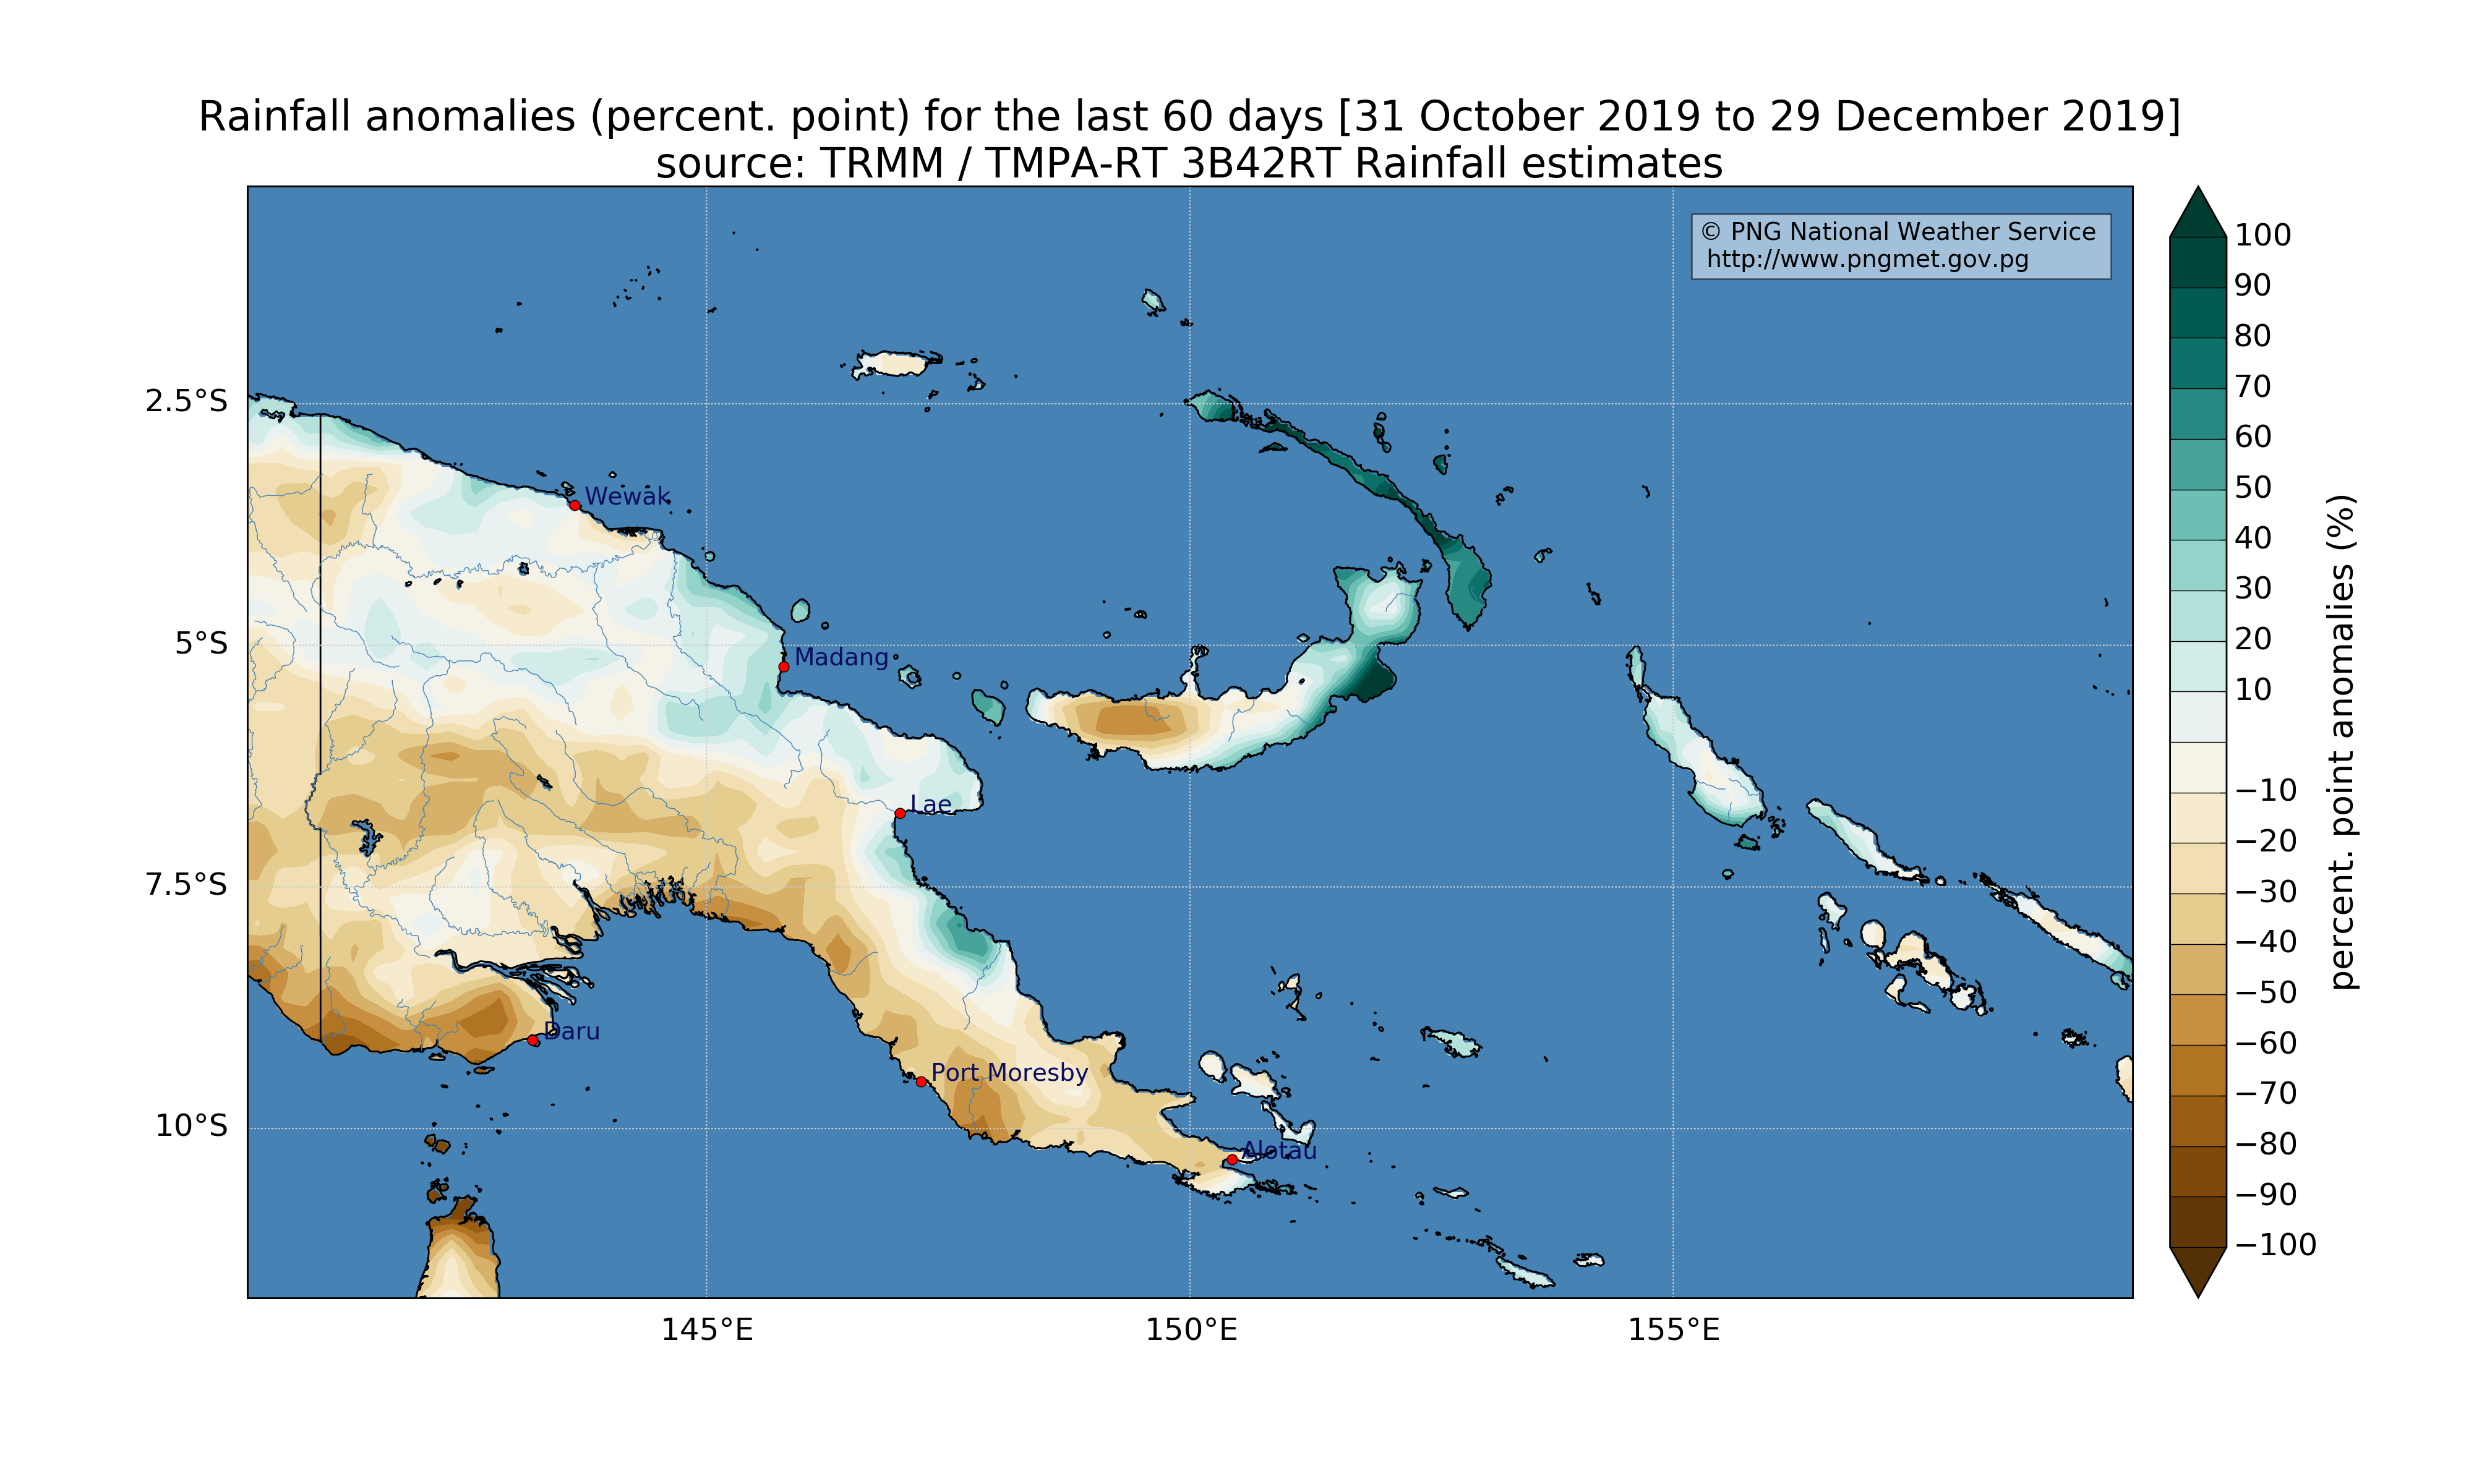 Rainfall anomalies (percent. point) for the last 60 days [31 October 2019 to 29 December 2019]
source: TRMM / TMPA-RT 3B42RT Rainfall estimates
© PNG National Weather Service
http://www.pngmet.gov.pg
2.5°S
5°S
7.5°S
10°S
Wewak
Madang
Lae
Daru
Port Moresby
Alotau
145°E
150°E
155°E
100
90
80
70
60
50
40
30
20
10
−10
−20
−30
−40
−50
−60
−70
−80
−90
−100
percent. point anomalies (%)